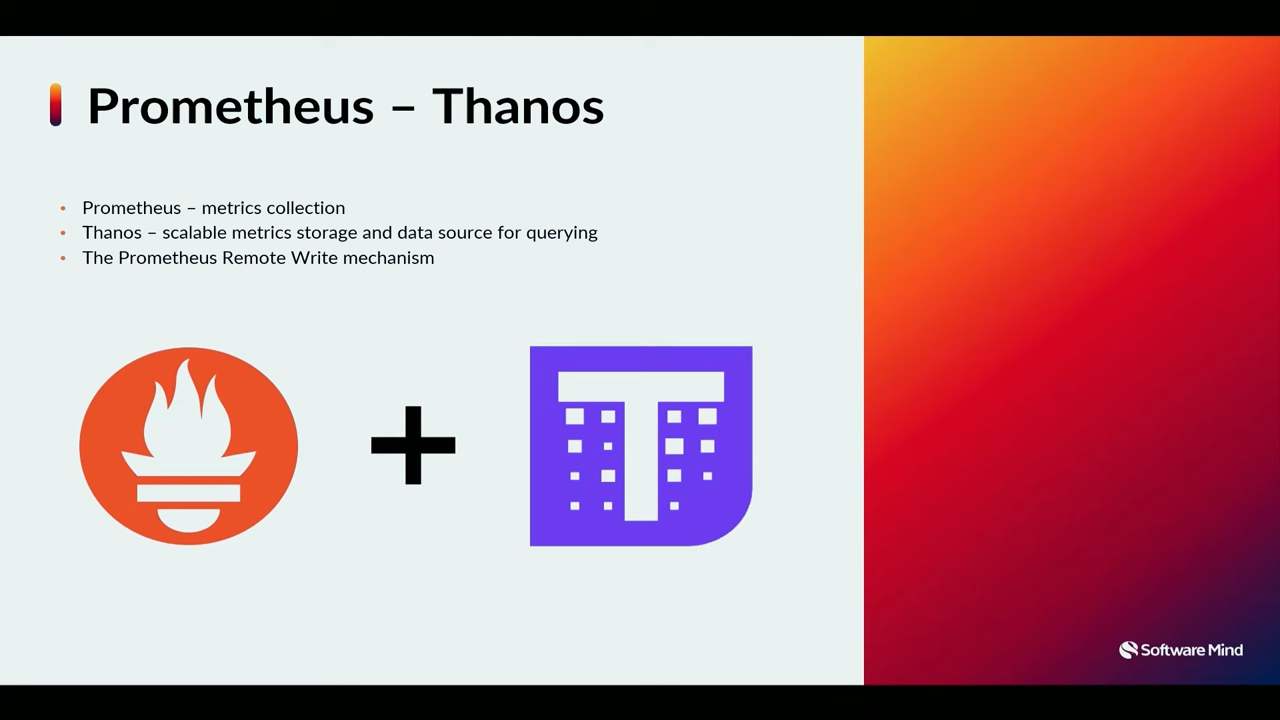 Prometheus – Thanos
• Prometheus – metrics collection
• Thanos – scalable metrics storage and data source for querying
• The Prometheus Remote Write mechanism
Software Mind